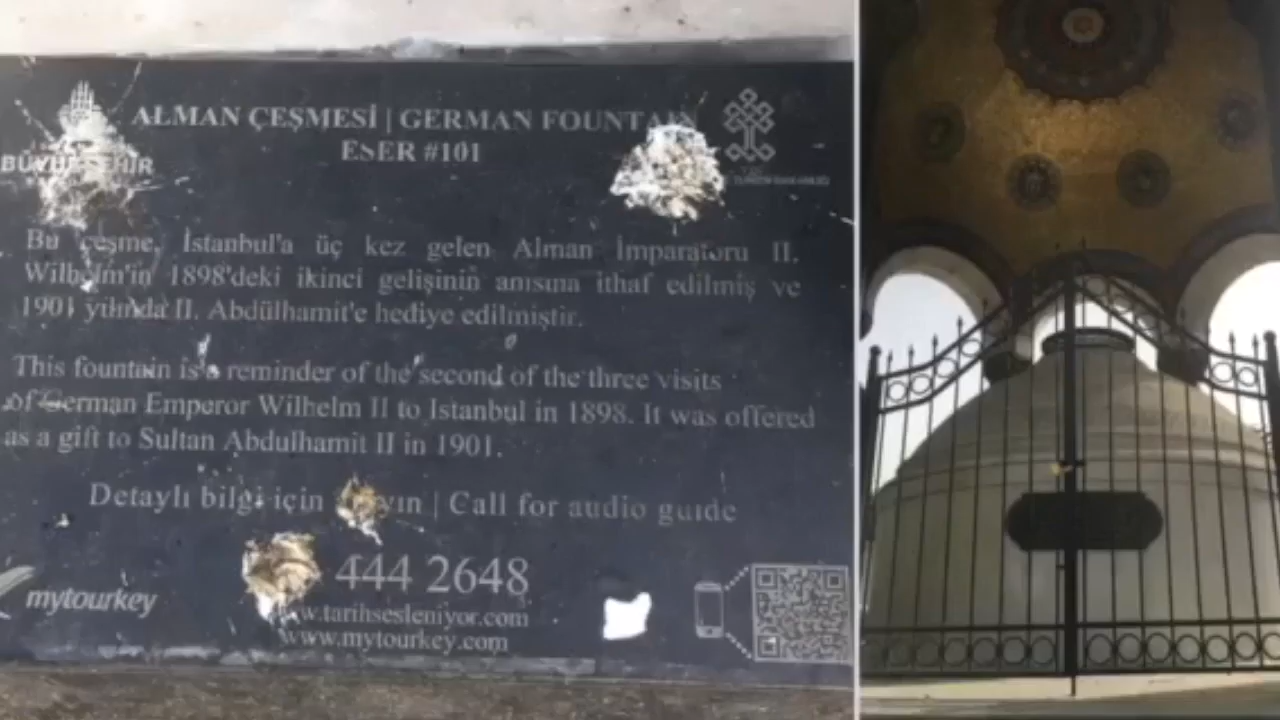 BÜYÜKŞEHİR
ALMAN ÇEŞMESİ | GERMAN FOUNTAIN
ESER #101
Bu çeşme, İstanbul'a üç kez gelen Alman İmparatoru II.
Wilhelm'in 1898'deki ikinci gelişinin anısına ithaf edilmiş ve
1901 yılında II. Abdülhamit'e hediye edilmiştir.
This fountain is a reminder of the second of the three visits
of German Emperor Wilhelm II to Istanbul in 1898. It was offered
as a gift to Sultan Abdulhamit II in 1901.
Detaylı bilgi için | Call for audio guide
444 2648
www.tarihsesleniyor.com
www.mytourkey.com
mytourkey